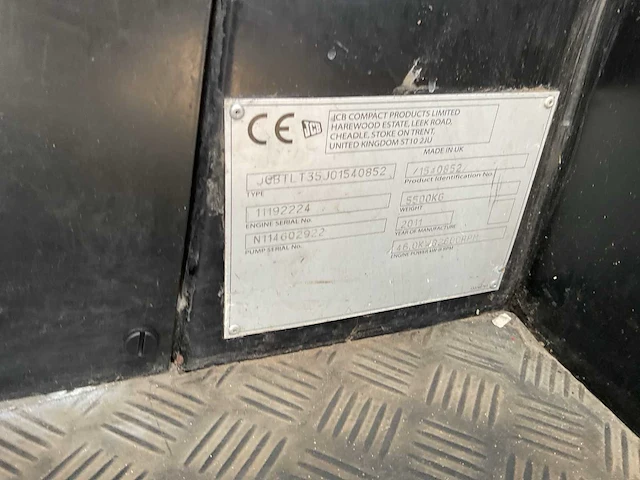 CE JCB
JCB COMPACT PRODUCTS LIMITED
HAREWOOD ESTATE, LEEK ROAD,
CHEADLE, STOKE ON TRENT,
UNITED KINGDOM ST10 2JU
MADE IN UK
JCBTLT35J01540852 /1540852/
TYPE Product Identification No.
11192224 5500KG
ENGINE SERIAL No. WEIGHT
N114602922 2011
PUMP SERIAL No. YEAR OF MANUFACTURE
ENGINE POWER kW @ RPM